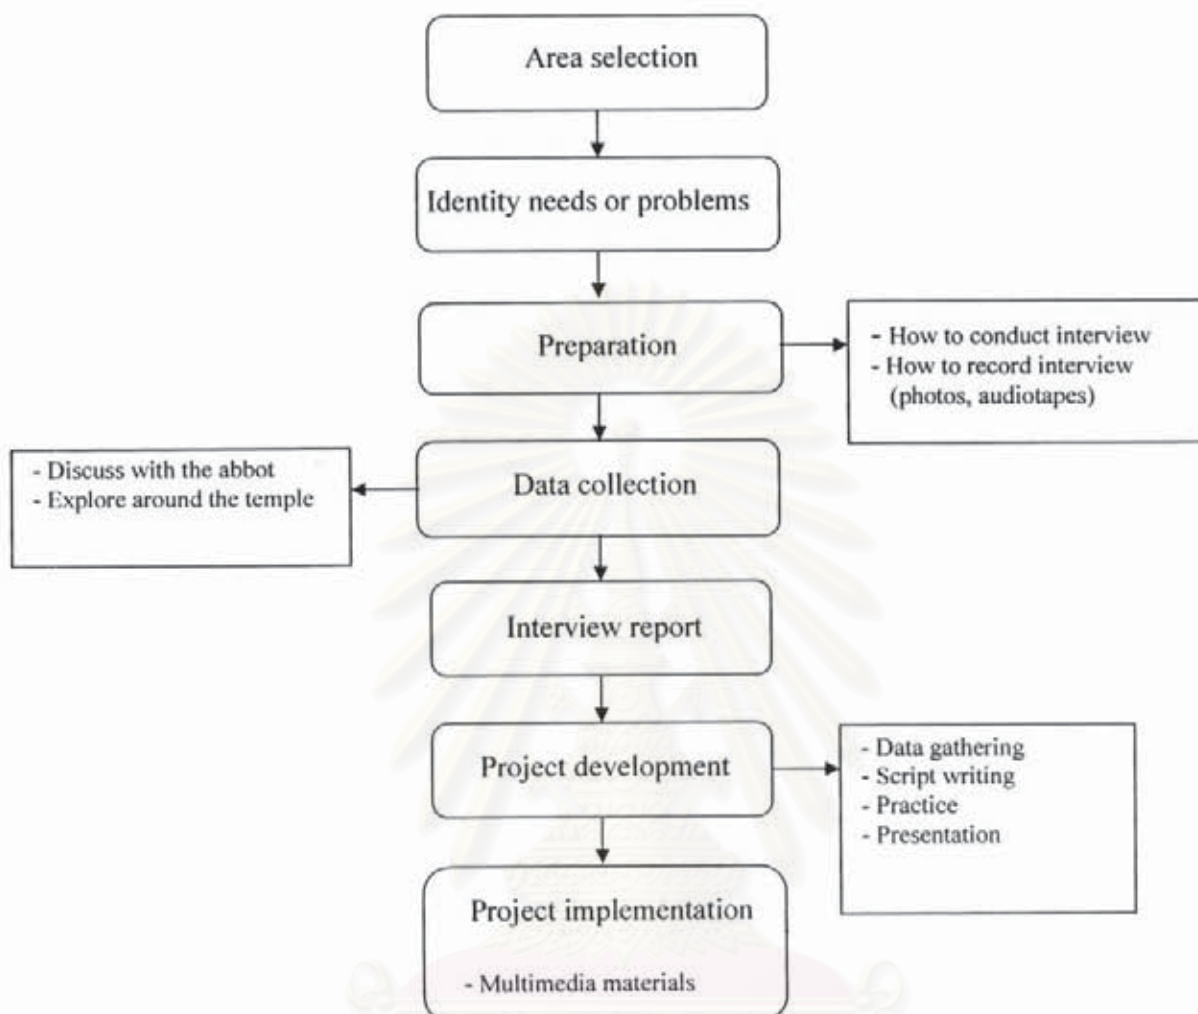 Area selection
Identity needs or problems
Preparation
- How to conduct interview
- How to record interview
(photos, audiotapes)
- Discuss with the abbot
- Explore around the temple
Data collection
Interview report
Project development
- Data gathering
- Script writing
- Practice
- Presentation
Project implementation
- Multimedia materials